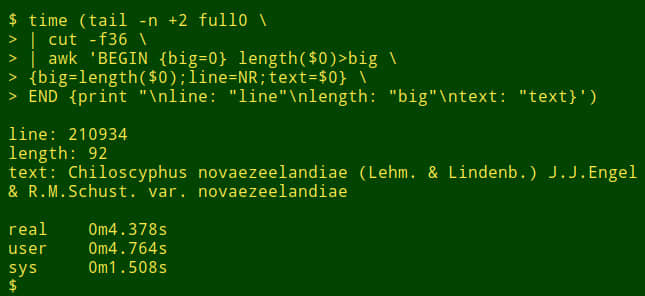 $ time (tail -n +2 full0 \
> | cut -f36 \
> | awk 'BEGIN {big=0} length($0)>big \
> {big=length($0);line=NR;text=$0} \
> END {print "\nline: "line"\nlength: "big"\ntext: "text}')
line: 210934
length: 92
text: Chiloscyphus novaezeelandiae (Lehm. & Lindenb.) J.J.Engel
& R.M.Schust. var. novaezeelandiae
real 0m4.378s
user 0m4.764s
sys 0m1.508s
$